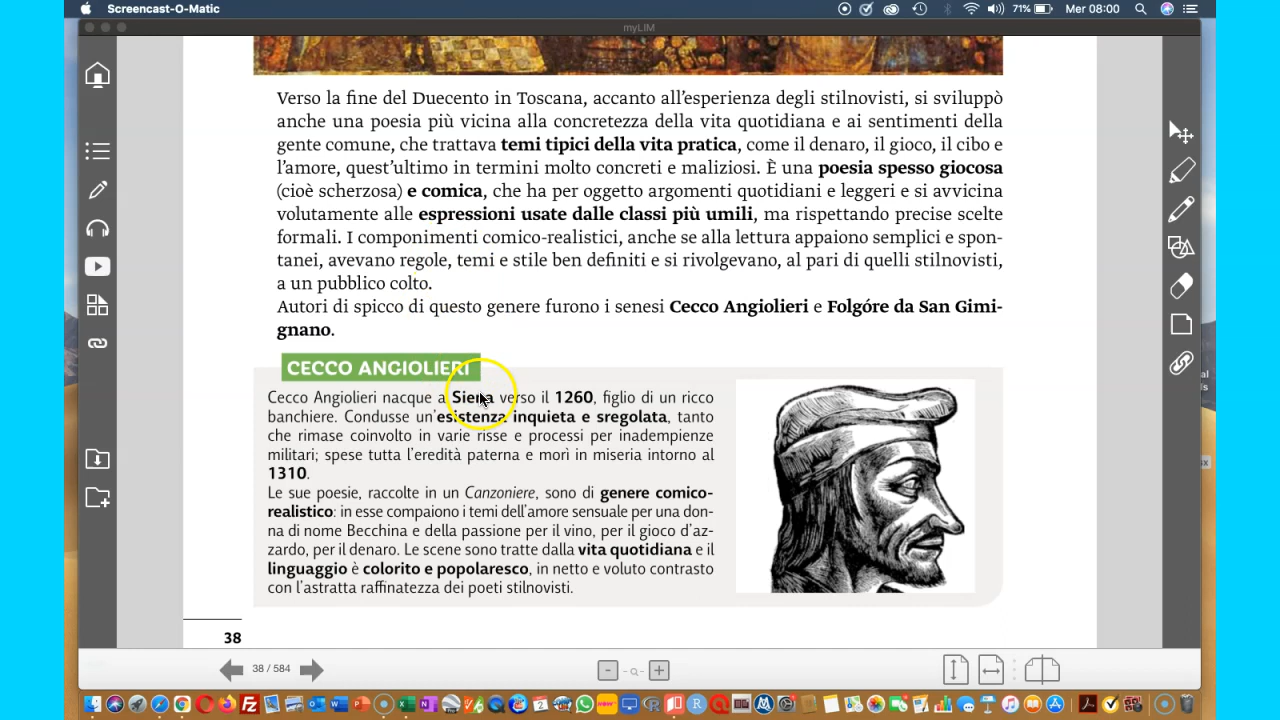 Screencast-O-Matic
71%
Mer 08:00
myLIM
Verso la fine del Duecento in Toscana, accanto all'esperienza degli stilnovisti, si sviluppò
anche una poesia più vicina alla concretezza della vita quotidiana e ai sentimenti della
gente comune, che trattava temi tipici della vita pratica, come il denaro, il gioco, il cibo e
l'amore, quest'ultimo in termini molto concreti e maliziosi. È una poesia spesso giocosa
(cioè scherzosa) e comica, che ha per oggetto argomenti quotidiani e leggeri e si avvicina
volutamente alle espressioni usate dalle classi più umili, ma rispettando precise scelte
formali. I componimenti comico-realistici, anche se alla lettura appaiono semplici e spon-
tanei, avevano regole, temi e stile ben definiti e si rivolgevano, al pari di quelli stilnovisti,
a un pubblico colto.
Autori di spicco di questo genere furono i senesi Cecco Angiolieri e Folgóre da San Gimi-
gnano.
CECCO ANGIOLIERI
Cecco Angiolieri nacque a Siena verso il 1260, figlio di un ricco
banchiere. Condusse un'esistenza inquieta e sregolata, tanto
che rimase coinvolto in varie risse e processi per inadempienze
militari; spese tutta l'eredità paterna e morì in miseria intorno al
1310.
Le sue poesie, raccolte in un Canzoniere, sono di genere comico-
realistico: in esse compaiono i temi dell'amore sensuale per una don-
na di nome Becchina e della passione per il vino, per il gioco d'az-
zardo, per il denaro. Le scene sono tratte dalla vita quotidiana e il
linguaggio è colorito e popolaresco, in netto e voluto contrasto
con l'astratta raffinatezza dei poeti stilnovisti.
38
38 / 584